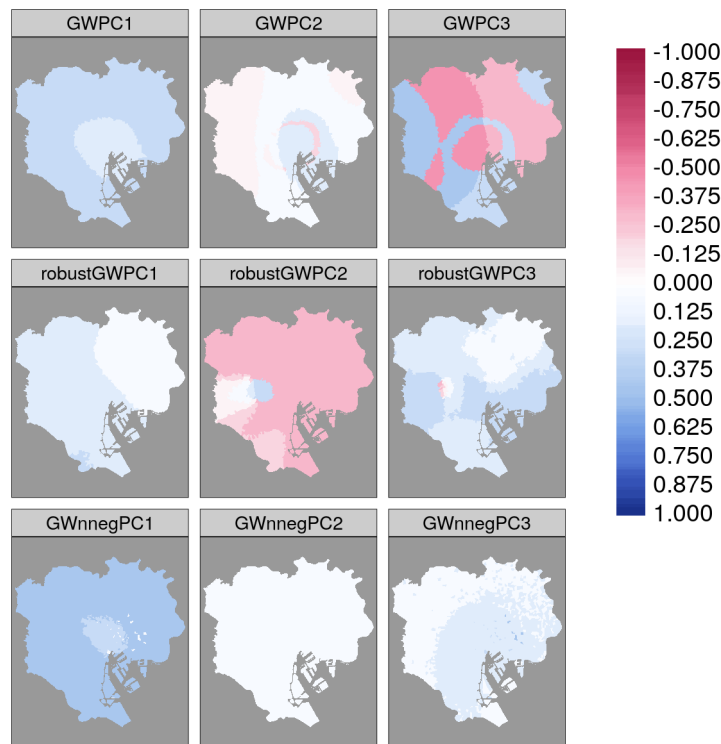 GWPC1
GWPC2
GWPC3
robustGWPC1
robustGWPC2
robustGWPC3
GWnnegPC1
GWnnegPC2
GWnnegPC3
-1.000
-0.875
-0.750
-0.625
-0.500
-0.375
-0.250
-0.125
0.000
0.125
0.250
0.375
0.500
0.625
0.750
0.875
1.000